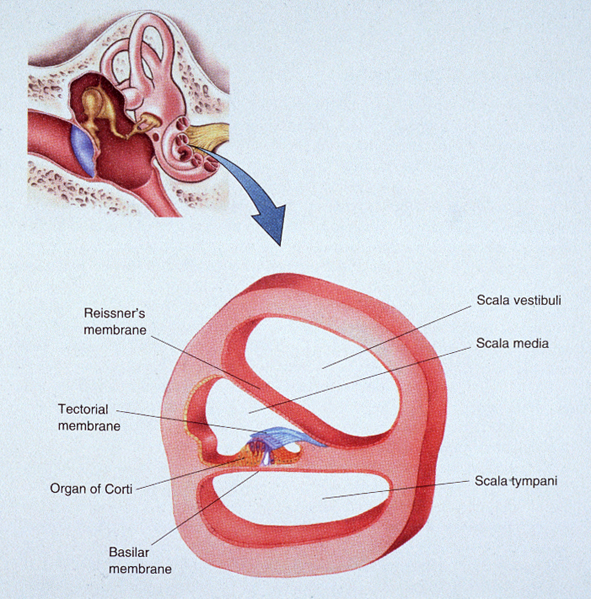 Reissner's
membrane
Scala vestibuli
Scala media
Tectorial
membrane
Organ of Corti
Scala tympani
Basilar
membrane